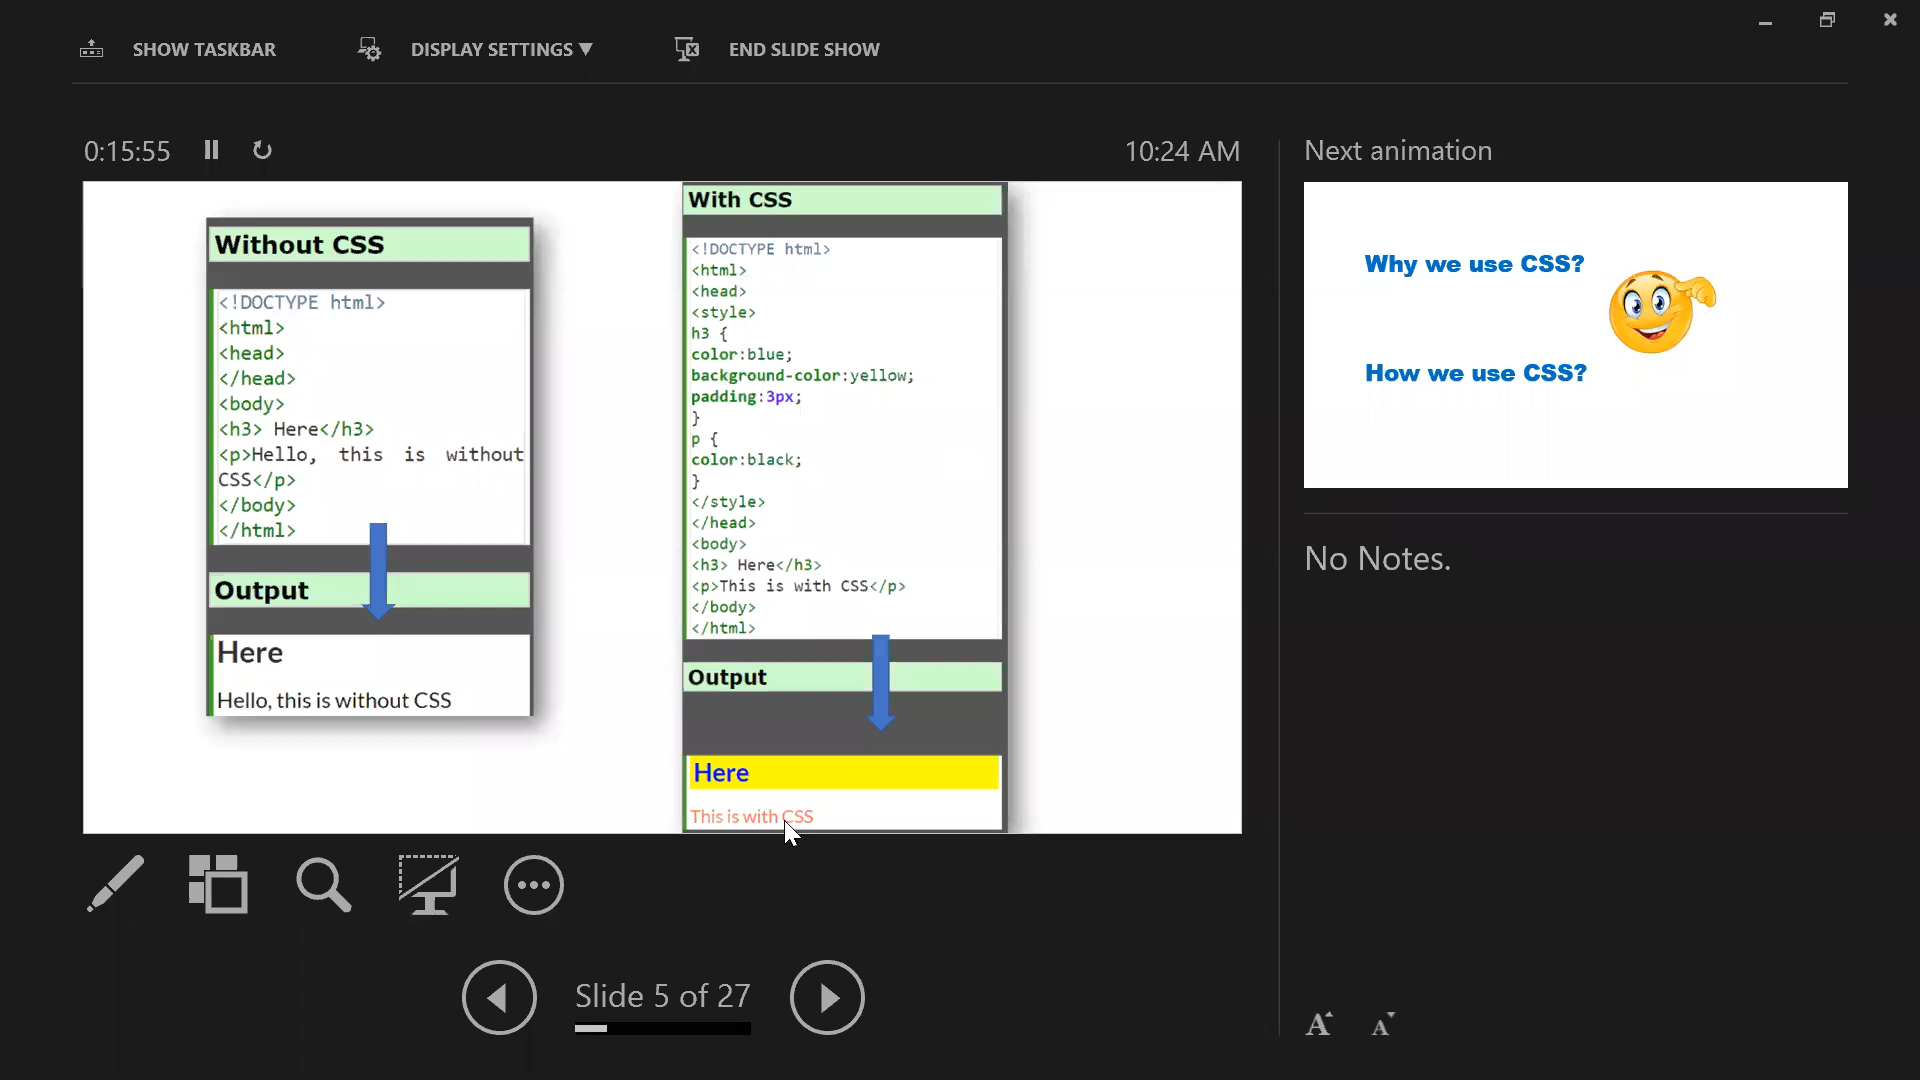 SHOW TASKBAR
DISPLAY SETTINGS ▼
END SLIDE SHOW
0:15:55
10:24 AM
Without CSS
<!DOCTYPE html>
<html>
<head>
</head>
<body>
<h3> Here</h3>
<p>Hello, this is without
CSS</p>
</body>
</html>
Output
Here
Hello, this is without CSS
With CSS
<!DOCTYPE html>
<html>
<head>
<style>
h3 {
color:blue;
background-color:yellow;
padding:3px;
}
p {
color:black;
}
</style>
</head>
<body>
<h3> Here</h3>
<p>This is with CSS</p>
</body>
</html>
Output
Here
This is with CSS
Next animation
Why we use CSS?
How we use CSS?
No Notes.
Slide 5 of 27
A A